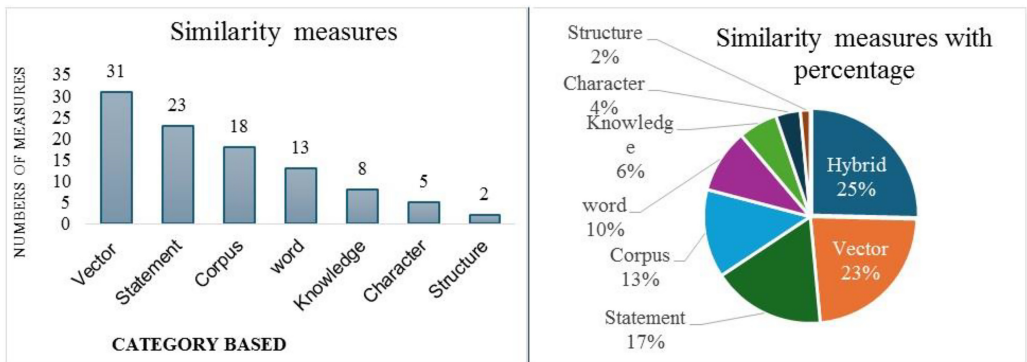 Similarity measures
NUMBERS OF MEASURES
35
30
25
20
15
10
5
0
31
23
18
13
8
5
2
Vector
Statement
Corpus
word
Knowledge
Character
Structure
CATEGORY BASED
Similarity measures with
percentage
Structure
2%
Character
4%
Knowledg
e
6%
word
10%
Corpus
13%
Statement
17%
Hybrid
25%
Vector
23%